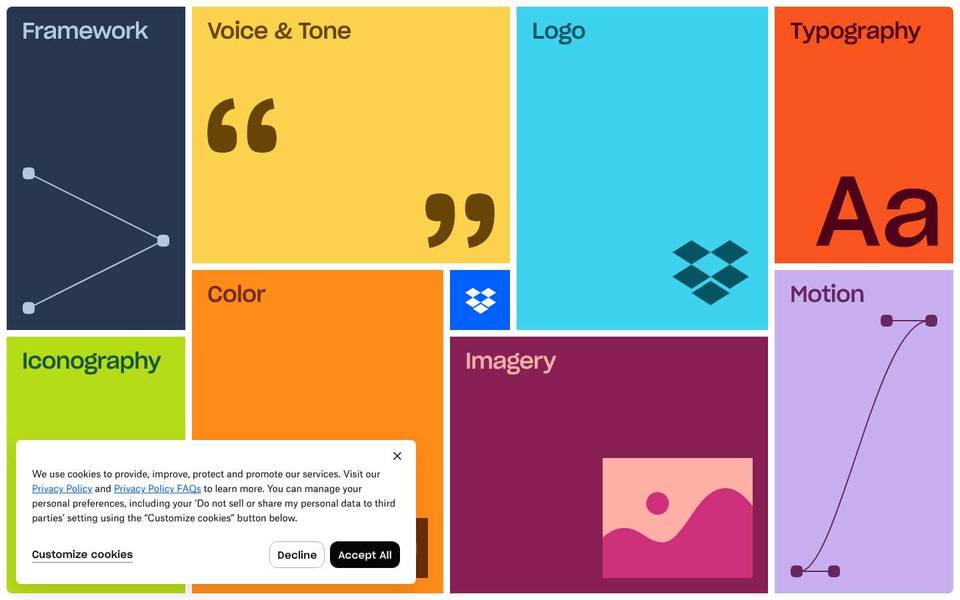 Framework
Voice & Tone
Logo
Typography
“
”
Aa
Color
Motion
Iconography
Imagery
We use cookies to provide, improve, protect and promote our services. Visit our
Privacy Policy and Privacy Policy FAQs to learn more. You can manage your
personal preferences, including your ‘Do not sell or share my personal data to third
parties’ setting using the “Customize cookies” button below.
Customize cookies
Decline
Accept All